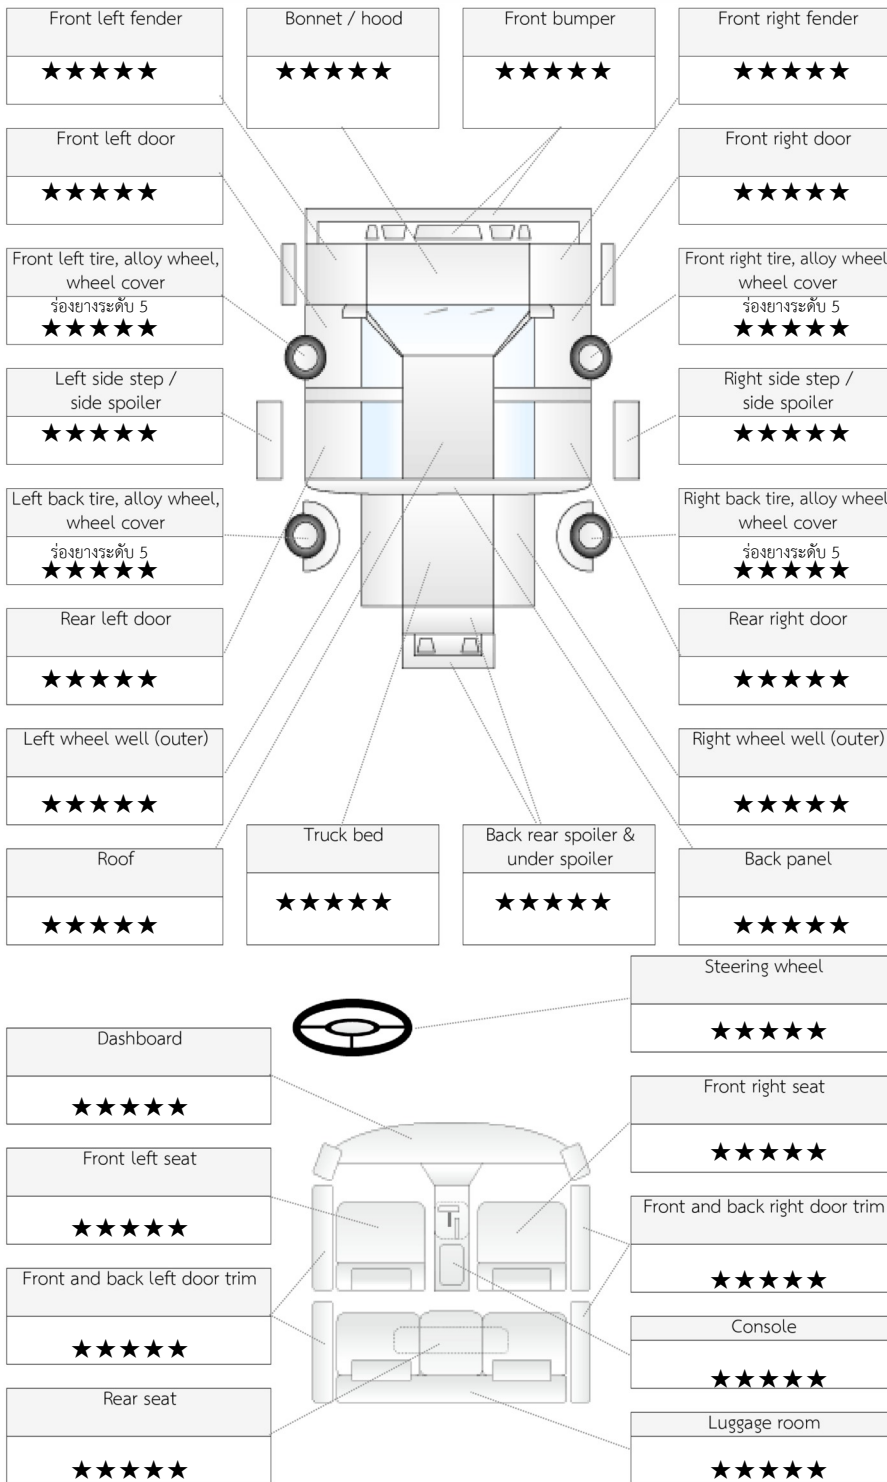 Front left fender
★★★★★
Bonnet / hood
★★★★★
Front bumper
★★★★★
Front right fender
★★★★★
Front left door
★★★★★
Front right door
★★★★★
Front left tire, alloy wheel,
wheel cover
ร่องยางระดับ 5
★★★★★
Front right tire, alloy wheel
wheel cover
ร่องยางระดับ 5
★★★★★
Left side step /
side spoiler
★★★★★
Right side step /
side spoiler
★★★★★
Left back tire, alloy wheel,
wheel cover
ร่องยางระดับ 5
★★★★★
Right back tire, alloy wheel
wheel cover
ร่องยางระดับ 5
★★★★★
Rear left door
★★★★★
Rear right door
★★★★★
Left wheel well (outer)
★★★★★
Right wheel well (outer)
★★★★★
Roof
★★★★★
Truck bed
★★★★★
Back rear spoiler &
under spoiler
★★★★★
Back panel
★★★★★
Steering wheel
★★★★★
Dashboard
★★★★★
Front right seat
★★★★★
Front left seat
★★★★★
Front and back right door trim
★★★★★
Front and back left door trim
★★★★★
Console
★★★★★
Rear seat
★★★★★
Luggage room
★★★★★